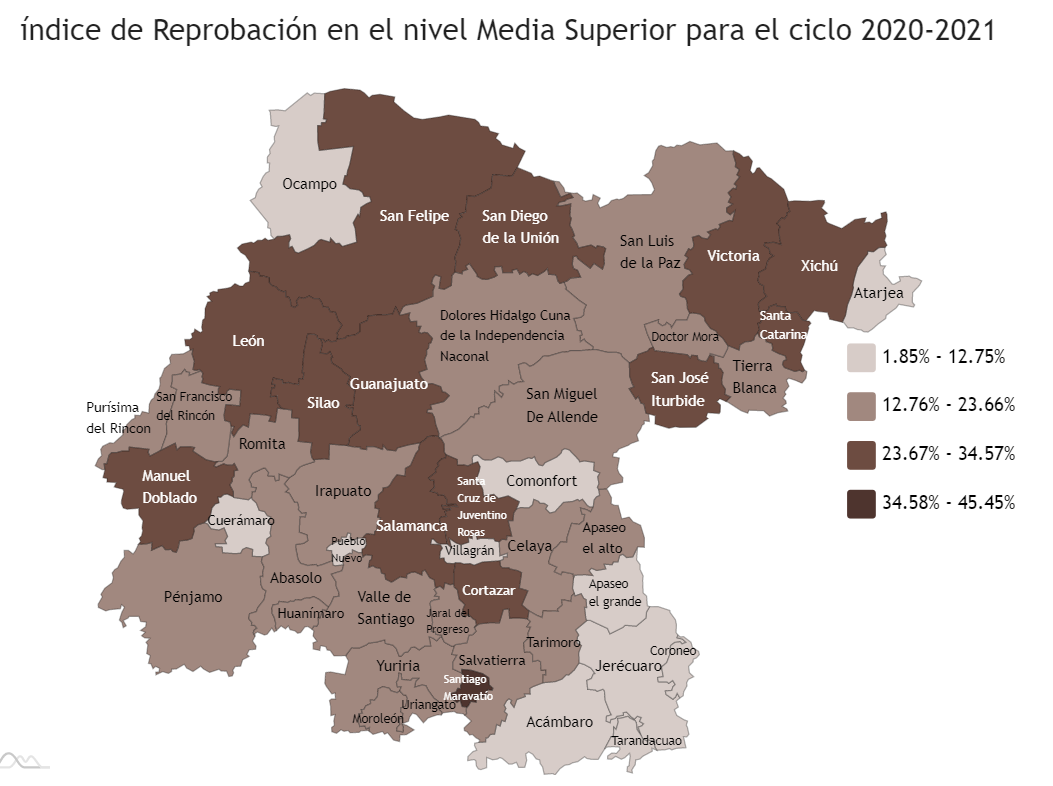 índice de Reprobación en el nivel Media Superior para el ciclo 2020-2021
Ocampo
San Felipe
San Diego
de la Unión
San Luis
de la Paz
Victoria
Xichú
Atarjea
Santa
Catarina
Dolores Hidalgo Cuna
de la Independencia
Naconal
Doctor Mora
León
Tierra
Blanca
San José
Iturbide
Guanajuato
San Miguel
De Allende
Silao
San Francisco
del Rincón
Purísima
del Rincon
Romita
Manuel
Doblado
Irapuato
Santa
Cruz de
Juventino
Rosas
Comonfort
Cuerámaro
Salamanca
Pueblo
Nuevo
Villagrán
Celaya
Apaseo
el alto
Abasolo
Cortazar
Apaseo
el grande
Pénjamo
Huanímaro
Valle de
Santiago
Jaral del
Progreso
Tarimoro
Coroneo
Yuriria
Salvatierra
Jerécuaro
Santiago
Maravatío
Uriangato
Moroleón
Acámbaro
Tarandacuao
1.85% - 12.75%
12.76% - 23.66%
23.67% - 34.57%
34.58% - 45.45%